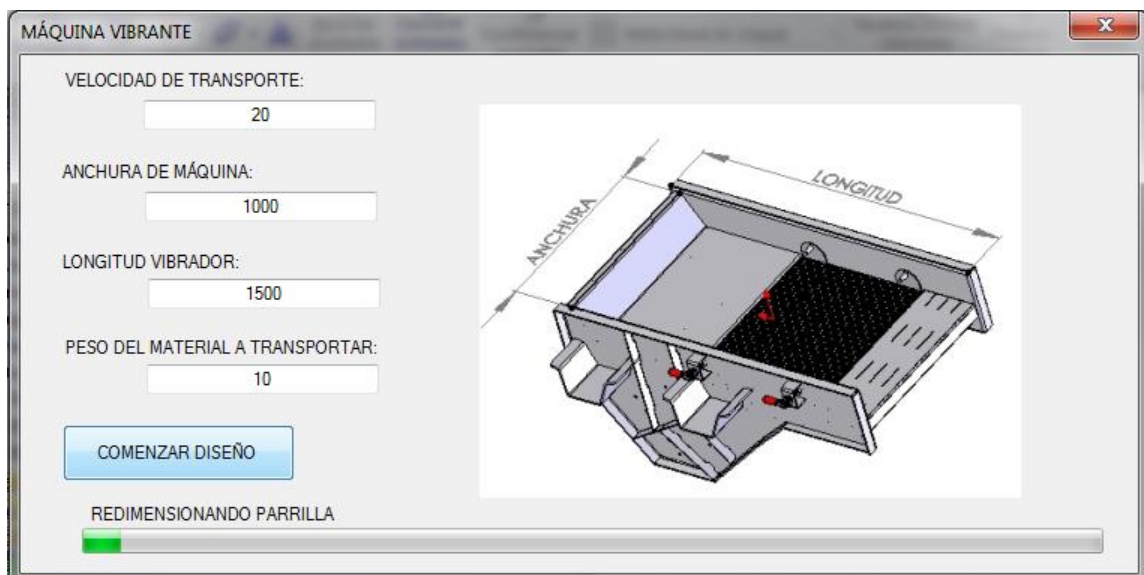 MÁQUINA VIBRANTE
VELOCIDAD DE TRANSPORTE:
20
ANCHURA DE MÁQUINA:
1000
LONGITUD VIBRADOR:
1500
PESO DEL MATERIAL A TRANSPORTAR:
10
COMENZAR DISEÑO
REDIMENSIONANDO PARRILLA
ANCHURA
LONGITUD